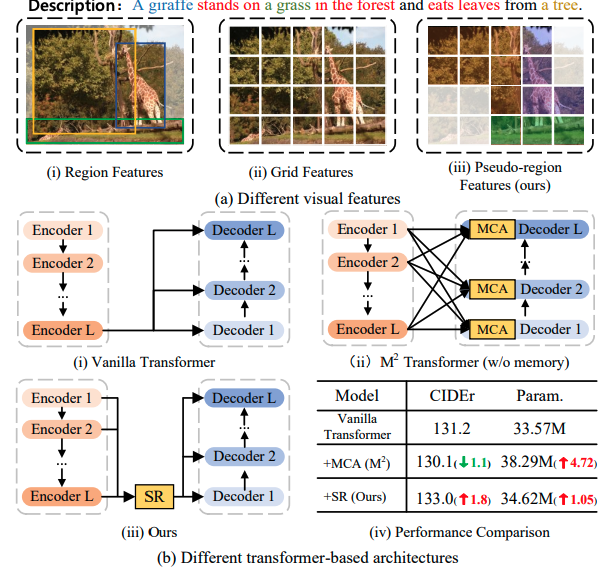 Description: A giraffe stands on a grass in the forest and eats leaves from a tree.
(i) Region Features
(ii) Grid Features
(iii) Pseudo-region
Features (ours)
(a) Different visual features
Encoder 1
Encoder 2
...
Encoder L
Decoder L
...
Decoder 2
Decoder 1
(i) Vanilla Transformer
Encoder 1
Encoder 2
...
Encoder L
MCA Decoder L
...
MCA Decoder 2
MCA Decoder 1
(ii) M² Transformer (w/o memory)
Encoder 1
Encoder 2
...
Encoder L
SR
Decoder L
...
Decoder 2
Decoder 1
(iii) Ours
Model CIDEr Param.
Vanilla
Transformer 131.2 33.57M
+MCA (M²) 130.1(↓1.1) 38.29M(↑4.72)
+SR (Ours) 133.0(↑1.8) 34.62M(↑1.05)
(iv) Performance Comparison
(b) Different transformer-based architectures